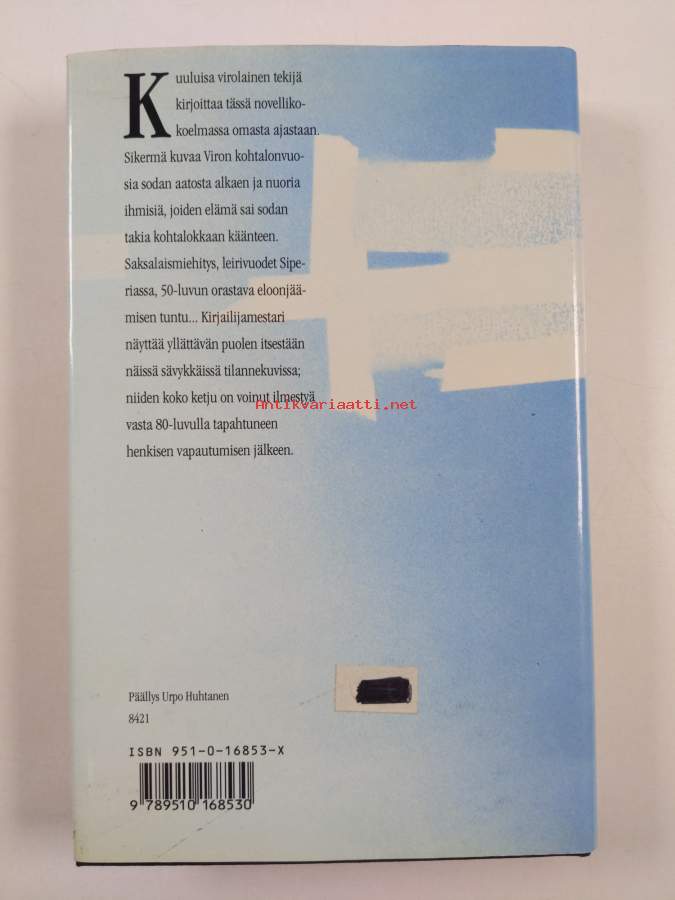 Kuuluisa virolainen tekijä
kirjoittaa tässä novelliko-
koelmassa omasta ajastaan.
Sikermä kuvaa Viron kohtalonvuo-
sia sodan aatosta alkaen ja nuoria
ihmisiä, joiden elämä sai sodan
takia kohtalokkaan käänteen.
Saksalaismiehitys, leirivuodet Sipe-
riassa, 50-luvun orastava eloonjää-
misen tuntu... Kirjailijamestari
näyttää yllättävän puolen itsestään
näissä sävykkäissä tilannekuvissa;
niiden koko ketju on voinut ilmestyä
Antikvariaatti.net
vasta 80-luvulla tapahtuneen
henkisen vapautumisen jälkeen.
Päällys Urpo Huhtanen
8421
ISBN 951-0-16853-X
9 789510 168530